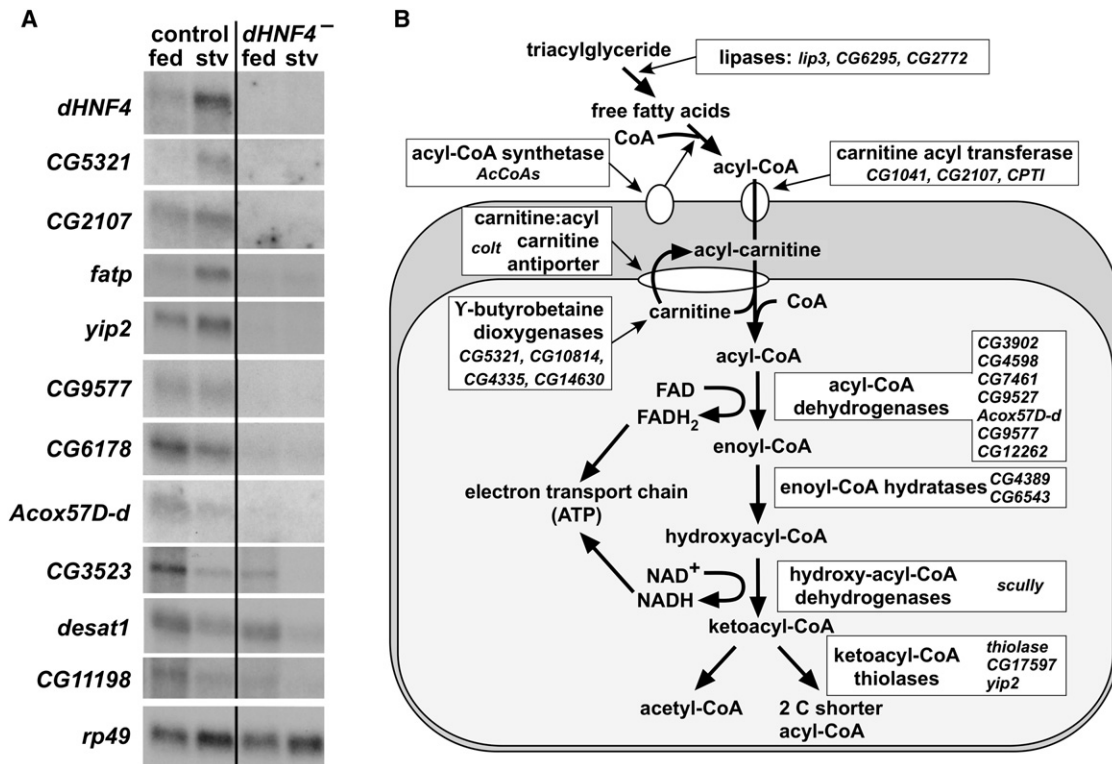 A
control
dHNF4⁻
fed
stv
fed
stv
dHNF4
CG5321
CG2107
fatp
yip2
CG9577
CG6178
Acox57D-d
CG3523
desat1
CG11198
rp49
B
triacylglyceride
lipases: lip3, CG6295, CG2772
free fatty acids
CoA
acyl-CoA synthetase
AcCoAs
acyl-CoA
carnitine acyl transferase
CG1041, CG2107, CPTI
carnitine:acyl
colt carnitine
antiporter
acyl-carnitine
carnitine
CoA
ϒ-butyrobetaine
dioxygenases
CG5321, CG10814,
CG4335, CG14630
acyl-CoA
FAD
FADH₂
acyl-CoA
dehydrogenases
CG3902
CG4598
CG7461
CG9527
Acox57D-d
CG9577
CG12262
enoyl-CoA
electron transport chain
(ATP)
enoyl-CoA hydratases
CG4389
CG6543
hydroxyacyl-CoA
NAD⁺
NADH
hydroxy-acyl-CoA
dehydrogenases
scully
ketoacyl-CoA
ketoacyl-CoA
thiolases
thiolase
CG17597
yip2
acetyl-CoA
2 C shorter
acyl-CoA